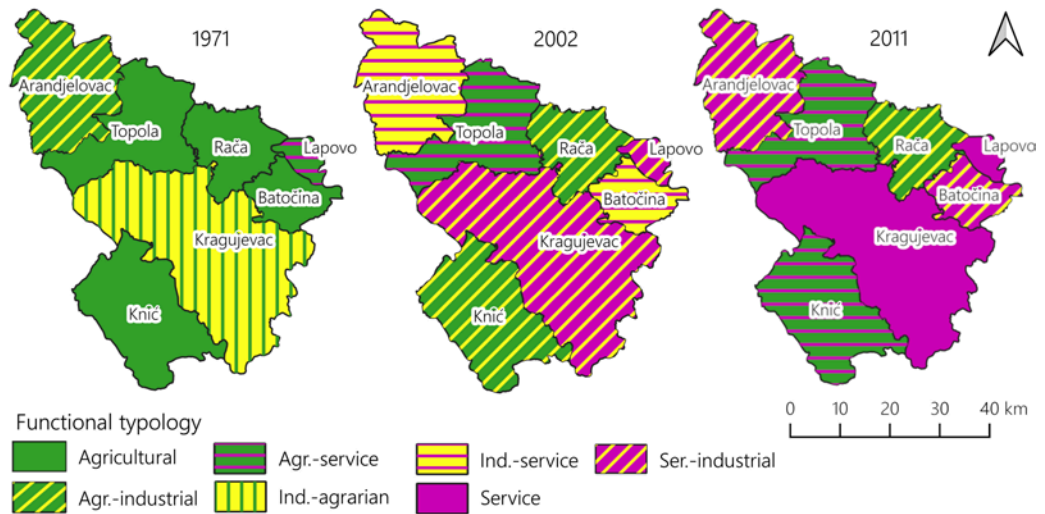 1971
Arandjelovac
Topola
Rača
Lapovo
Batočina
Kragujevac
Knić
2002
Arandjelovac
Topola
Rača
Lapovo
Batočina
Kragujevac
Knić
2011
Arandjelovac
Topola
Rača
Lapovo
Batočina
Kragujevac
Knić
0 10 20 30 40 km
Functional typology
Agricultural
Agr.-service
Ind.-service
Ser.-industrial
Agr.-industrial
Ind.-agrarian
Service